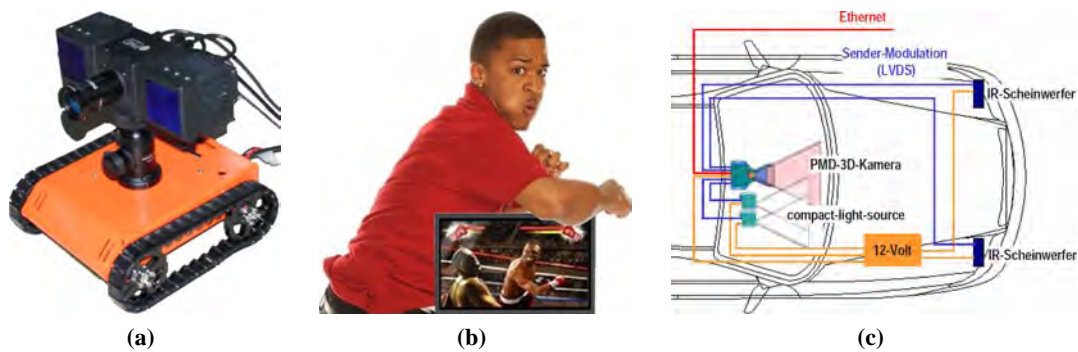 Ethernet
Sender-Modulation
(LVDS)
IR-Scheinwerfer
PMD-3D-Kamera
compact-light-source
12-Volt
IR-Scheinwerfer
(a)
(b)
(c)